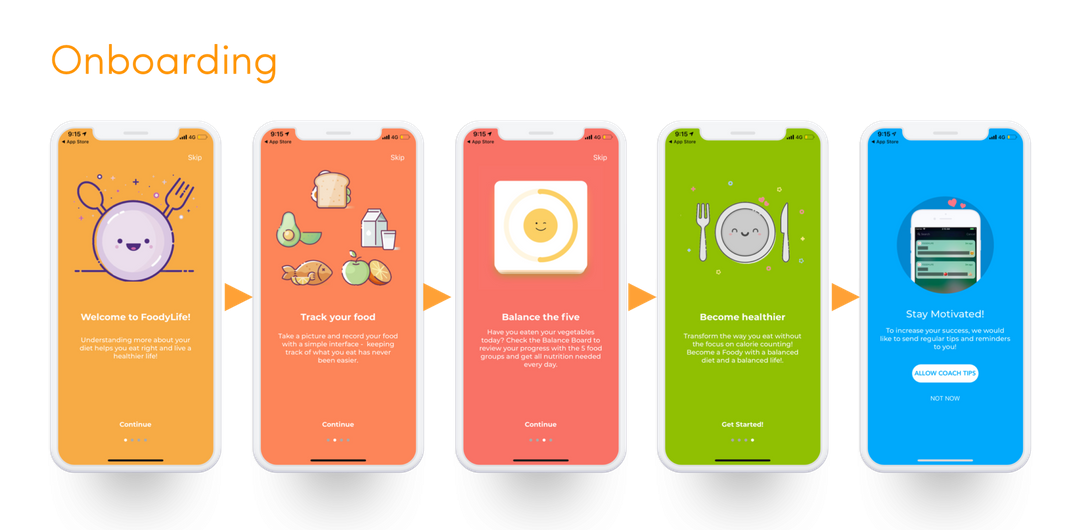 Onboarding
9:15
4G
App Store
Skip
Welcome to FoodyLife!
Understanding more about your
diet helps you eat right and live a
healthier life!
Continue
9:15
4G
App Store
Skip
Track your food
Take a picture and record your food
with a simple interface - keeping
track of what you eat has never
been easier.
Continue
9:15
4G
App Store
Skip
Balance the five
Have you eaten your vegetables
today? Check the Balance Board to
review your progress with the 5 food
groups and get all nutrition needed
every day.
Continue
9:15
4G
App Store
Become healthier
Transform the way you eat without
the focus on calorie counting!
Become a Foody with a balanced
diet and a balanced life!
Get Started!
9:15
4G
App Store
Stay Motivated!
To increase your success, we would
like to send regular tips and reminders
to you!
ALLOW COACH TIPS
NOT NOW